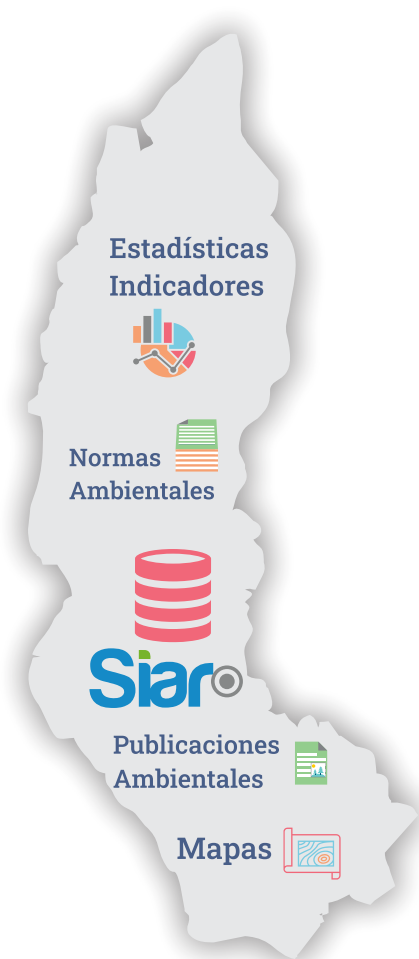 Estadísticas
Indicadores
Normas
Ambientales
Siar
Publicaciones
Ambientales
Mapas